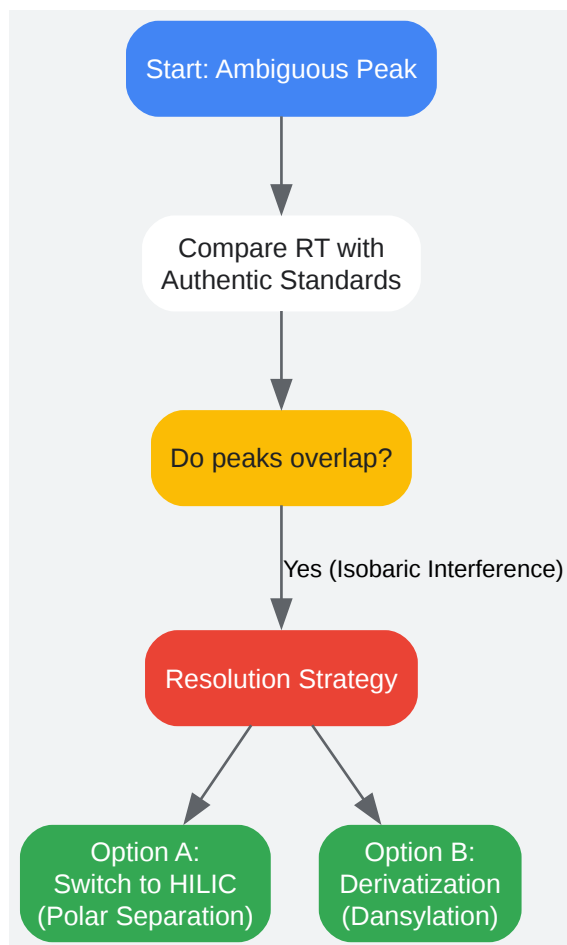 Start: Ambiguous Peak
Compare RT with
Authentic Standards
Do peaks overlap?
Yes (Isobaric Interference)
Resolution Strategy
Option A:
Switch to HILIC
(Polar Separation)
Option B:
Derivatization
(Dansylation)